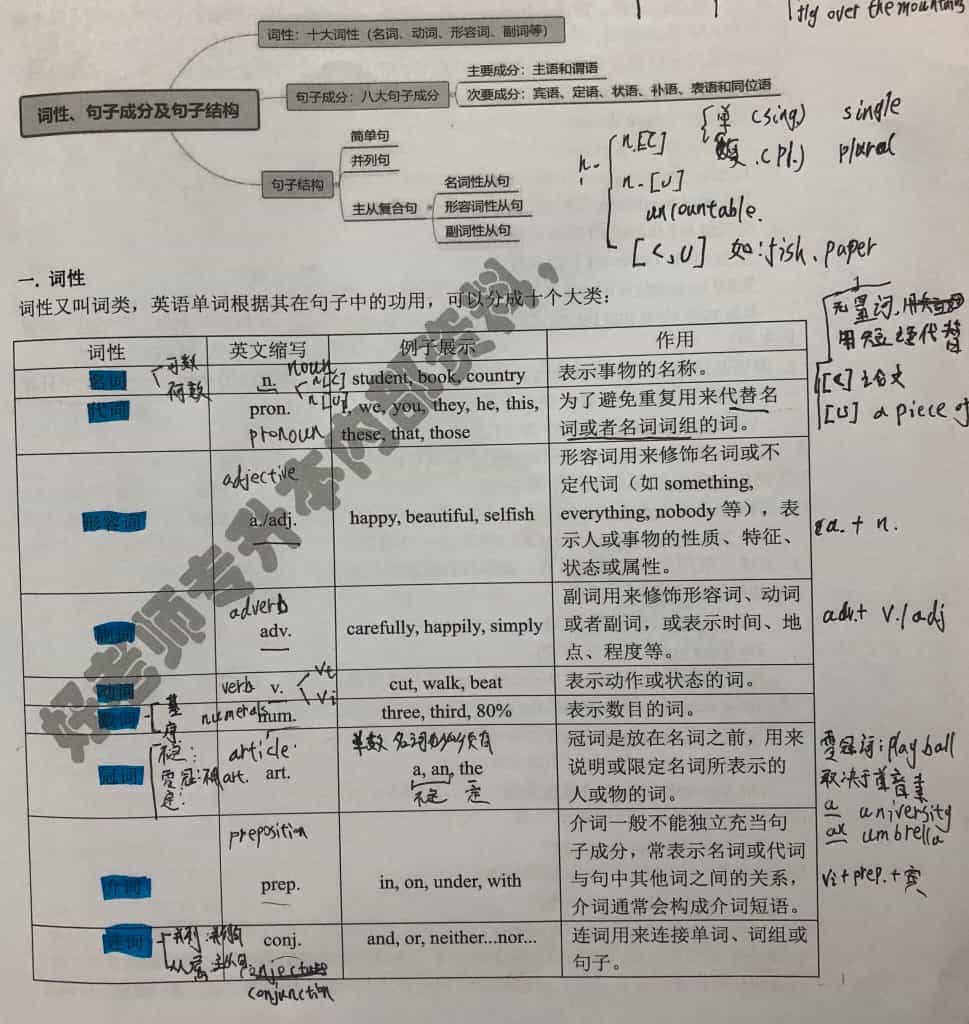 fly over the mountains
词性：十大词性（名词、动词、形容词、副词等）
词性、句子成分及句子结构
句子成分：八大句子成分
主要成分：主语和谓语
次要成分：宾语、定语、状语、补语、表语和同位语
句子结构
简单句
并列句
主从复合句
名词性从句
形容词性从句
副词性从句
n.
n.[C]
单 (sing) single
复 (pl.) plural
n.[U]
uncountable.
[C,U] 如:fish.paper
一. 词性
词性又叫词类，英语单词根据其在句子中的功用，可以分成十个大类：
无量词,用
[C]
[U] a piece of
词性 英文缩写 例子展示 作用
名词 可数 n. noun n[C] n[U] student, book, country 表示事物的名称。
代词 pron. pronoun I, we, you, they, he, this, these, that, those
为了避免重复用来代替名
词或者名词词组的词。
形容词 adjective a./adj. happy, beautiful, selfish
形容词用来修饰名词或不
定代词（如 something,
everything, nobody 等），表
示人或事物的性质、特征、
状态或属性。
a. + n.
副词 adverb adv. carefully, happily, simply
副词用来修饰形容词、动词
或者副词，或表示时间、地
点、程度等。
adv.+ v./adj
动词 verb v. vt vi cut, walk, beat 表示动作或状态的词。
数词 基 序 numerals num. three, third, 80% 表示数目的词。
冠词 不定: 零冠: 定: article art. art. 单数名词 a, an, the 不定 定
冠词是放在名词之前，用来
说明或限定名词所表示的
人或物的词。
零冠词:play ball
取决于首音素
a university
an umbrella
介词 preposition prep. in, on, under, with
介词一般不能独立充当句
子成分，常表示名词或代词
与句中其他词之间的关系，
介词通常会构成介词短语。
vi+prep.+宾
连词 并列:并列句 从属:主从句 conj. conjunction and, or, neither...nor...
连词用来连接单词、词组或
句子。
好老师专升本内部资料，